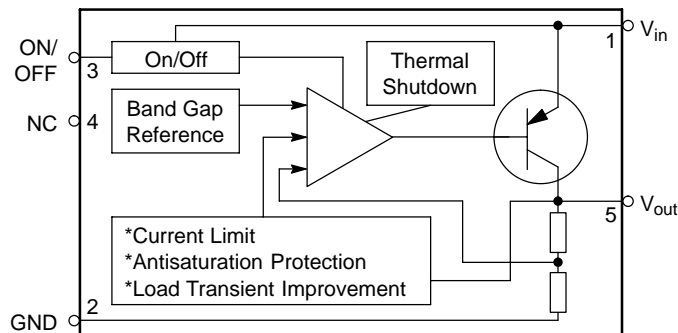 ON/
OFF
3
On/Off
Thermal
Shutdown
1
Vin
NC
4
Band Gap
Reference
5
Vout
*Current Limit
*Antisaturation Protection
*Load Transient Improvement
GND
2